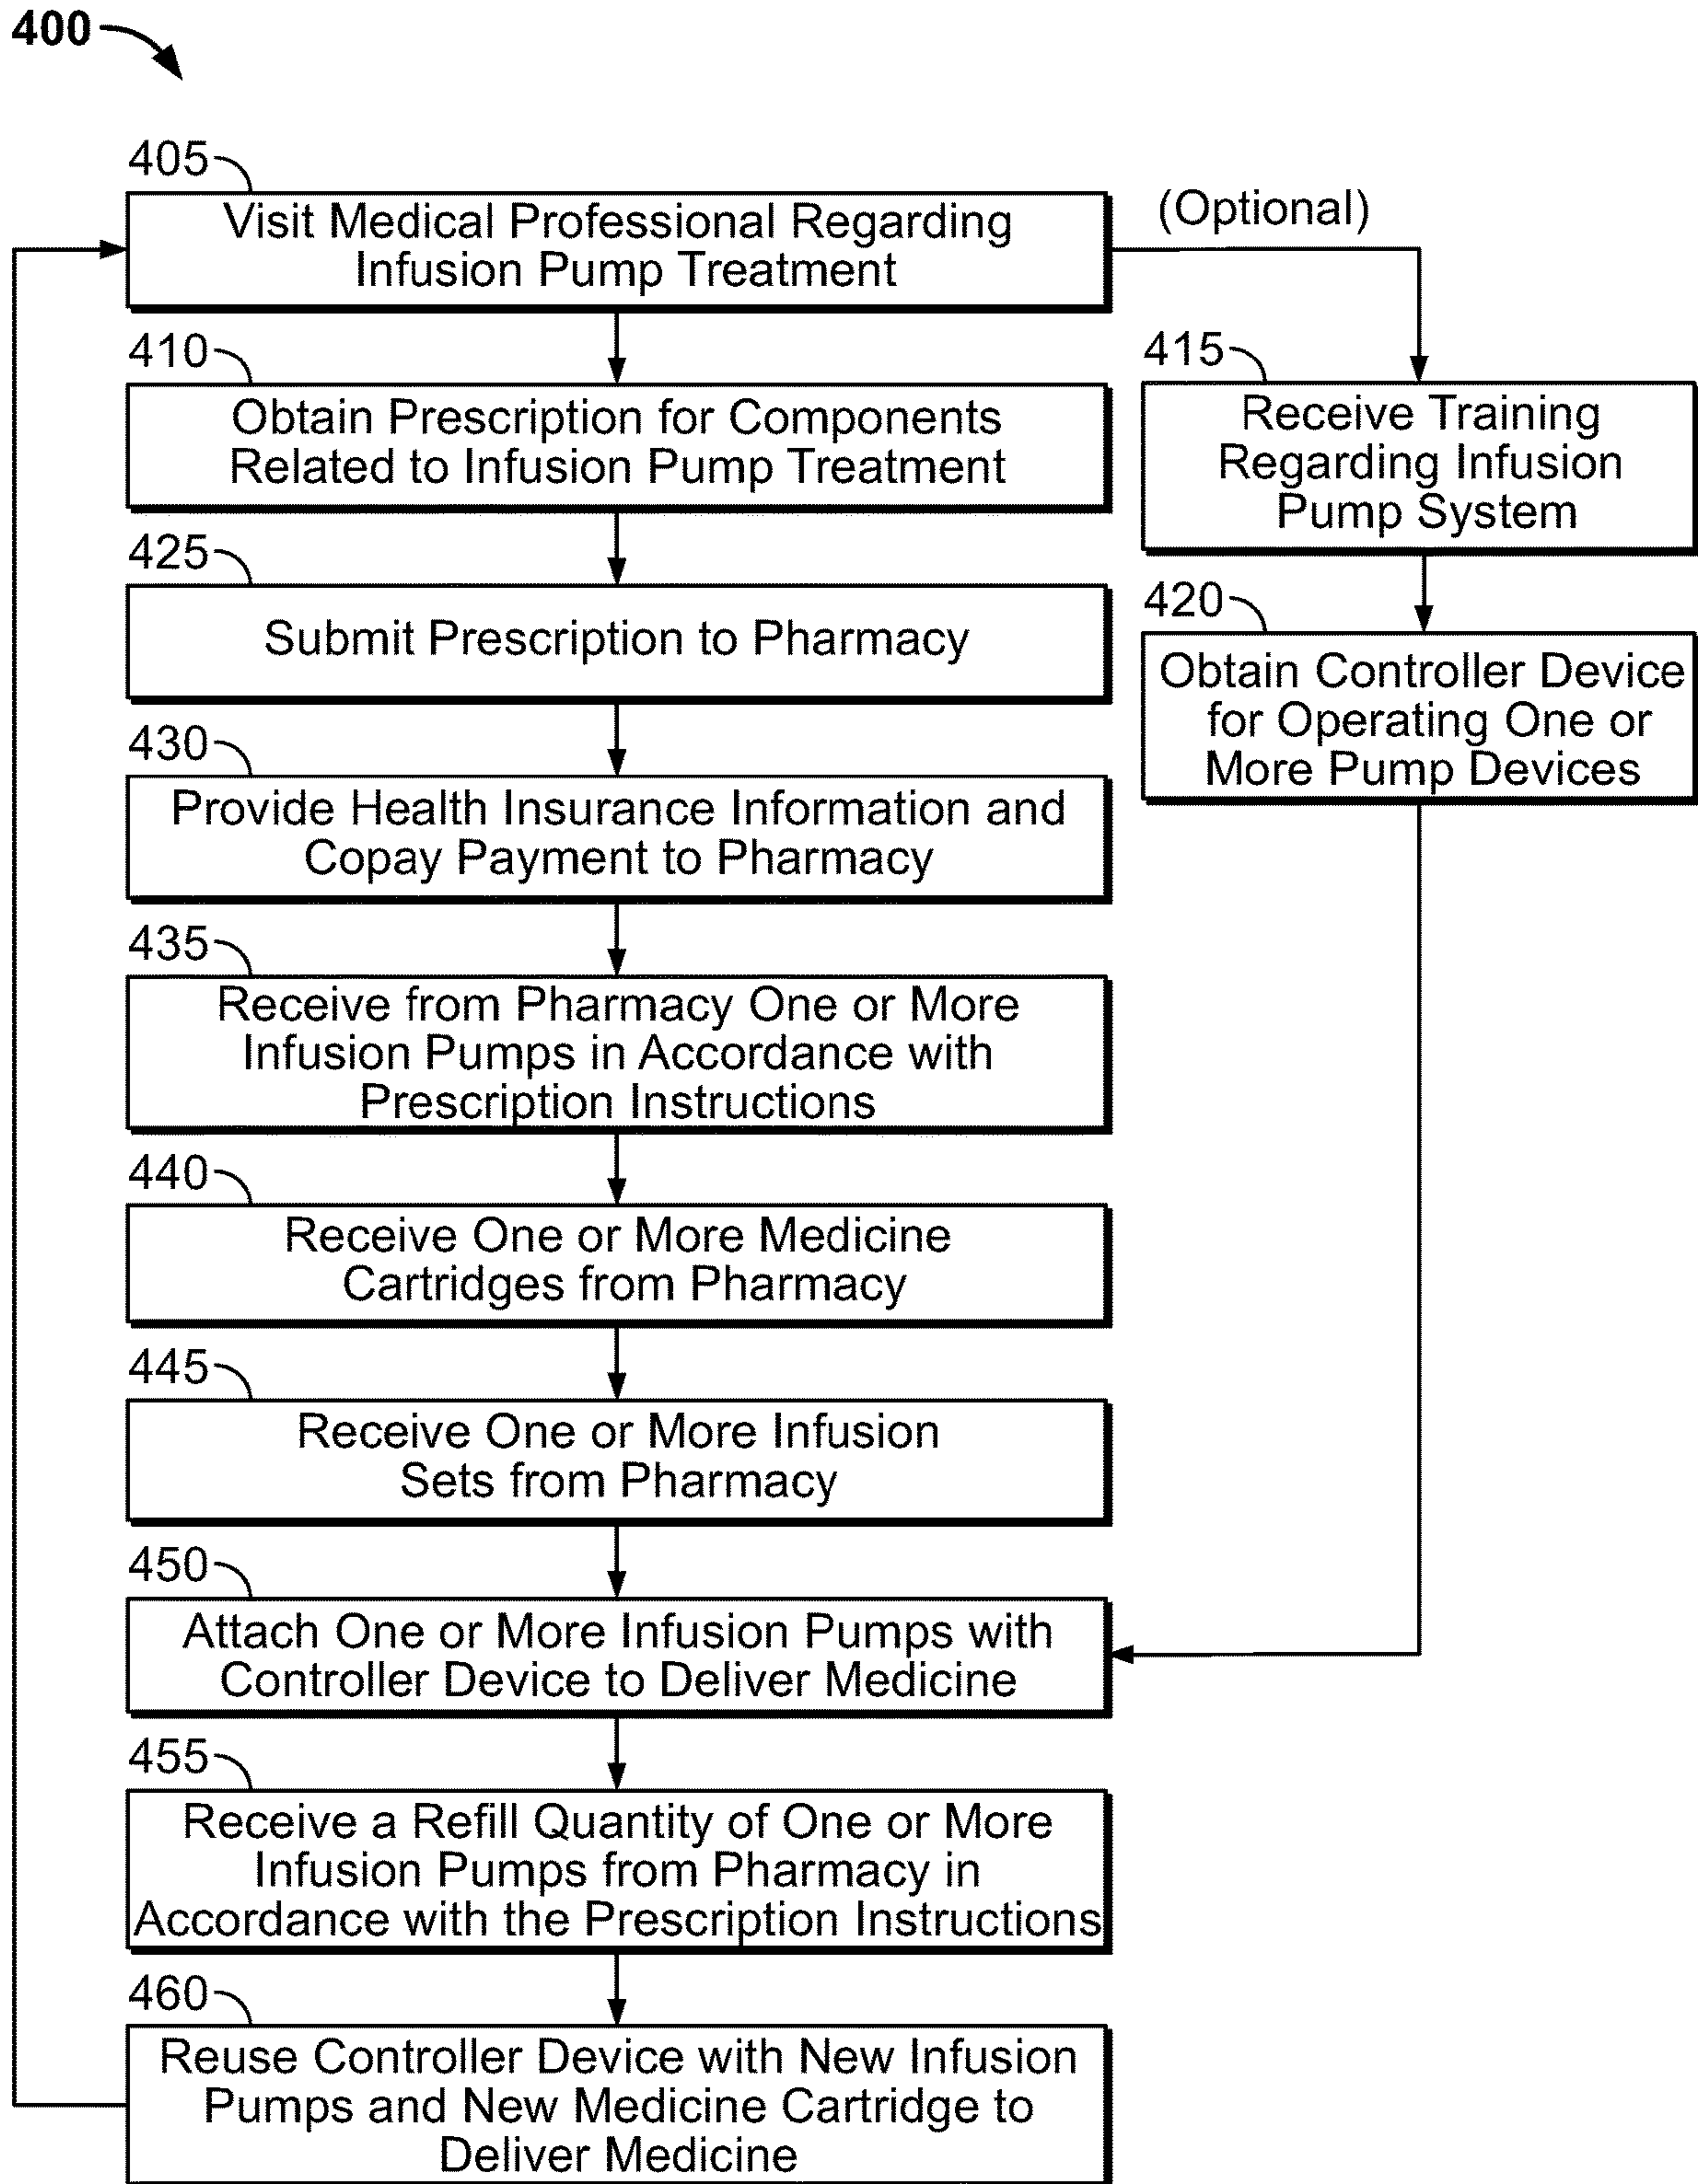 400
405
Visit Medical Professional Regarding
Infusion Pump Treatment
(Optional)
410
Obtain Prescription for Components
Related to Infusion Pump Treatment
415
Receive Training
Regarding Infusion
Pump System
425
Submit Prescription to Pharmacy
420
Obtain Controller Device
for Operating One or
More Pump Devices
430
Provide Health Insurance Information and
Copay Payment to Pharmacy
435
Receive from Pharmacy One or More
Infusion Pumps in Accordance with
Prescription Instructions
440
Receive One or More Medicine
Cartridges from Pharmacy
445
Receive One or More Infusion
Sets from Pharmacy
450
Attach One or More Infusion Pumps with
Controller Device to Deliver Medicine
455
Receive a Refill Quantity of One or More
Infusion Pumps from Pharmacy in
Accordance with the Prescription Instructions
460
Reuse Controller Device with New Infusion
Pumps and New Medicine Cartridge to
Deliver Medicine